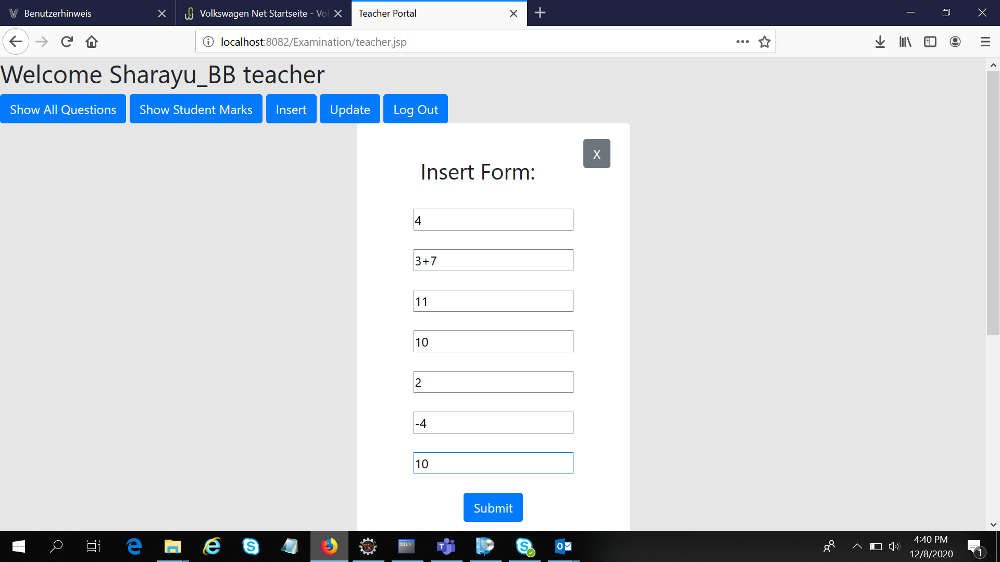 Benutzerhinweis
Volkswagen Net Startseite - Vol
Teacher Portal
localhost:8082/Examination/teacher.jsp
Welcome Sharayu_BB teacher
Show All Questions Show Student Marks Insert Update Log Out
X
Insert Form:
4
3+7
11
10
2
-4
10
Submit
4:40 PM
12/8/2020
1